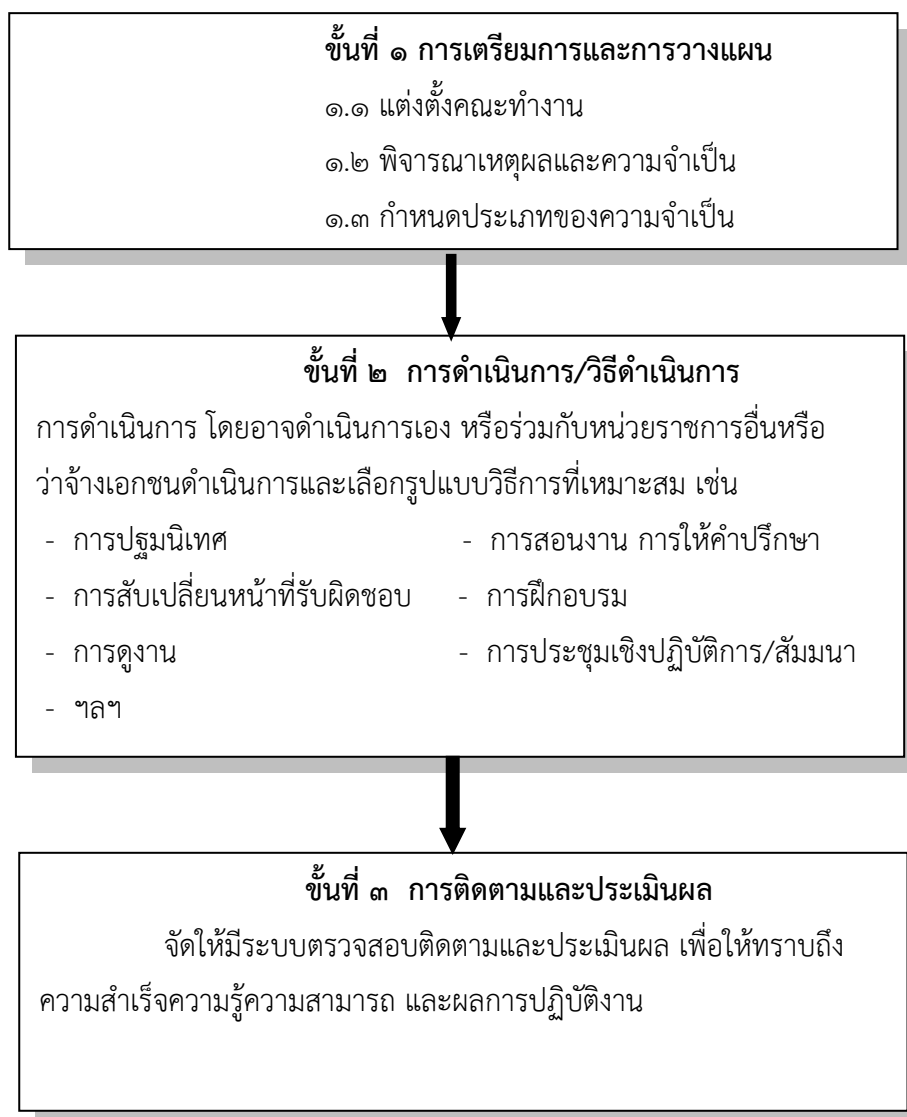 ขั้นที่ ๑ การเตรียมการและการวางแผน
๑.๑ แต่งตั้งคณะทำงาน
๑.๒ พิจารณาเหตุผลและความจำเป็น
๑.๓ กำหนดประเภทของความจำเป็น
ขั้นที่ ๒ การดำเนินการ/วิธีดำเนินการ
การดำเนินการ โดยอาจดำเนินการเอง หรือร่วมกับหน่วยราชการอื่นหรือ
ว่าจ้างเอกชนดำเนินการและเลือกรูปแบบวิธีการที่เหมาะสม เช่น
- การปฐมนิเทศ - การสอนงาน การให้คำปรึกษา
- การสับเปลี่ยนหน้าที่รับผิดชอบ - การฝึกอบรม
- การดูงาน - การประชุมเชิงปฏิบัติการ/สัมมนา
- ฯลฯ
ขั้นที่ ๓ การติดตามและประเมินผล
จัดให้มีระบบตรวจสอบติดตามและประเมินผล เพื่อให้ทราบถึง
ความสำเร็จความรู้ความสามารถ และผลการปฏิบัติงาน